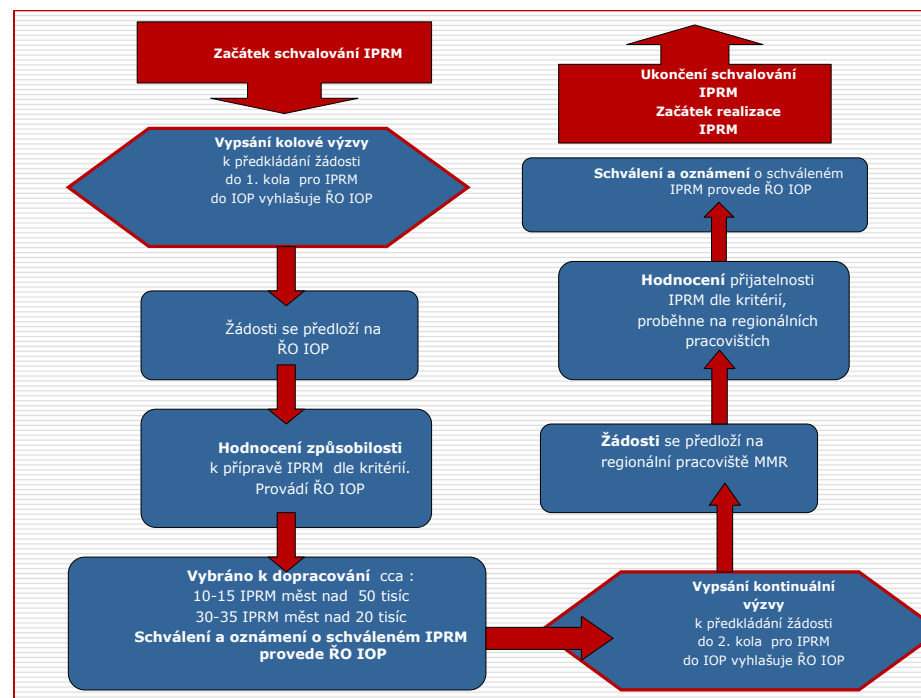 Začátek schvalování IPRM
Vypsání kolové výzvy
k předkládání žádosti
do 1. kola pro IPRM
do IOP vyhlašuje ŘO IOP
Žádosti se předloží na
ŘO IOP
Hodnocení způsobilosti
k přípravě IPRM dle kritérií.
Provádí ŘO IOP
Vybráno k dopracování cca :
10-15 IPRM měst nad 50 tisíc
30-35 IPRM měst nad 20 tisíc
Schválení a oznámení o schváleném IPRM
provede ŘO IOP
Vypsání kontinuální
výzvy
k předkládání žádosti
do 2. kola pro IPRM
do IOP vyhlašuje ŘO IOP
Žádosti se předloží na
regionální pracoviště MMR
Hodnocení přijatelnosti
IPRM dle kritérií,
proběhne na regionálních
pracovištích
Schválení a oznámení o schváleném
IPRM provede ŘO IOP
Ukončení schvalování
IPRM
Začátek realizace
IPRM